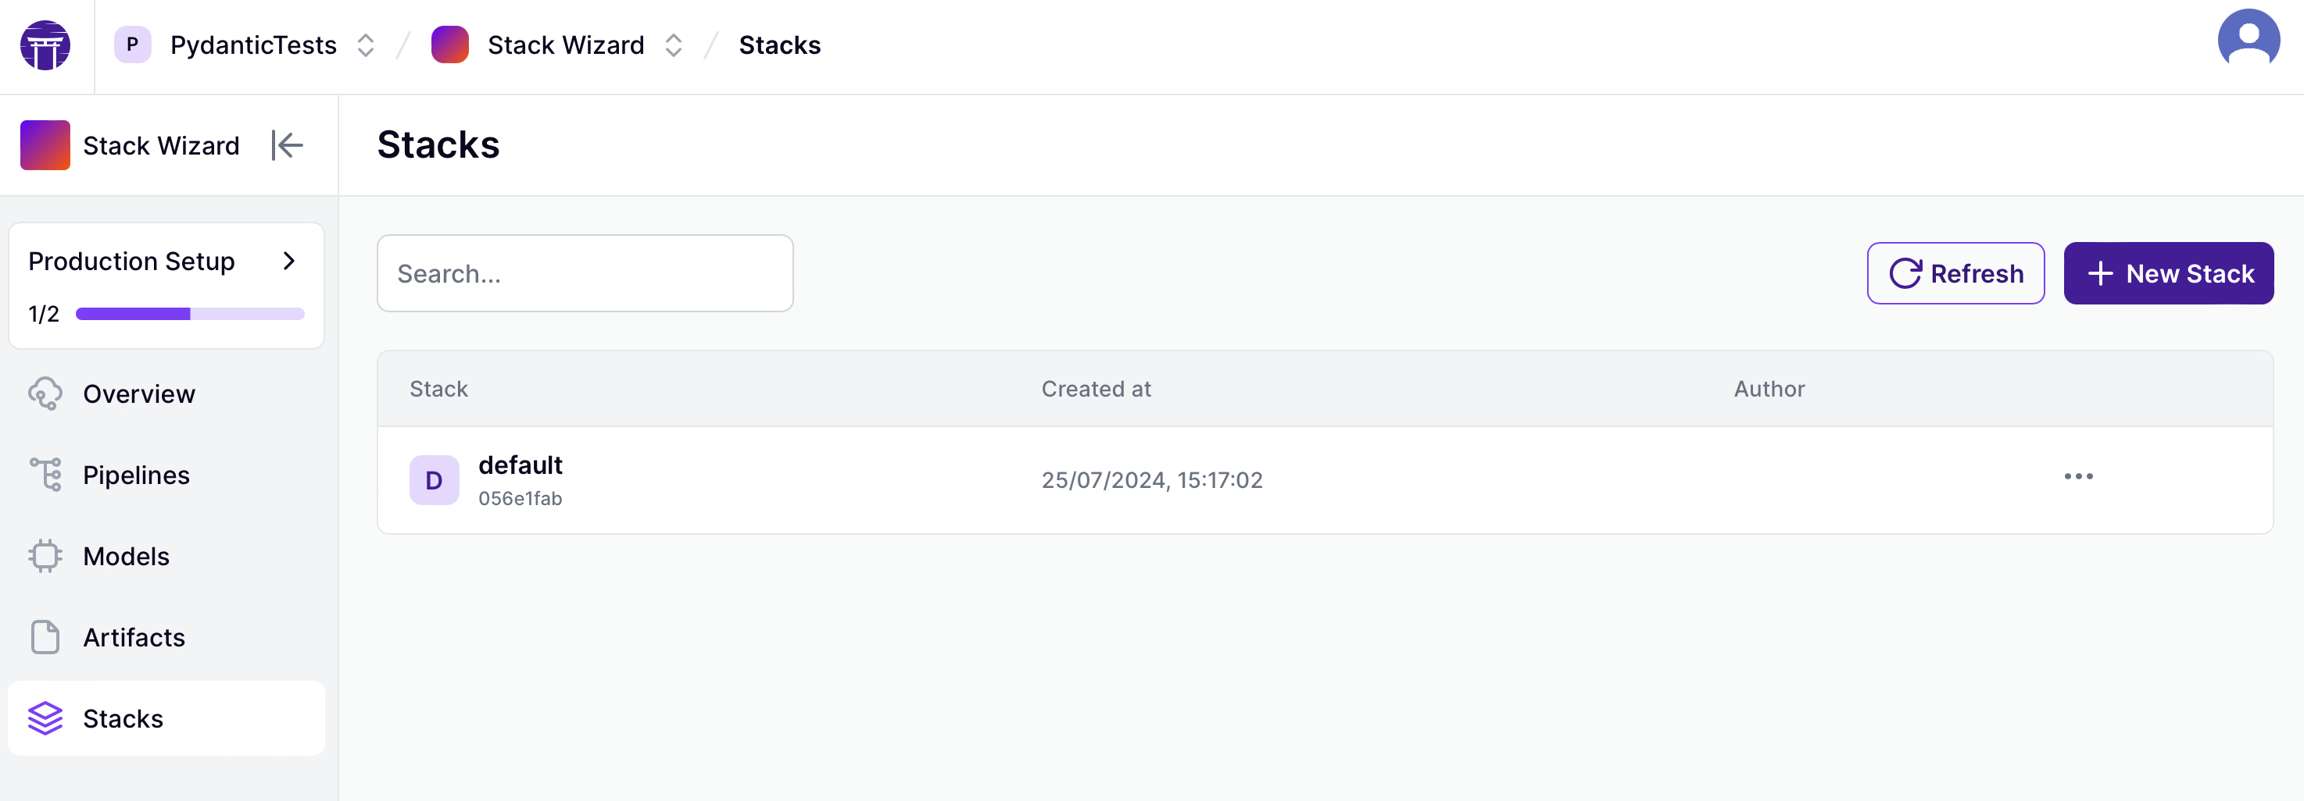 P PydanticTests / Stack Wizard / Stacks
Stack Wizard
Stacks
Production Setup
1/2
Overview
Pipelines
Models
Artifacts
Stacks
Search...
Refresh
+ New Stack
Stack Created at Author
D default 25/07/2024, 15:17:02 ...
056e1fab